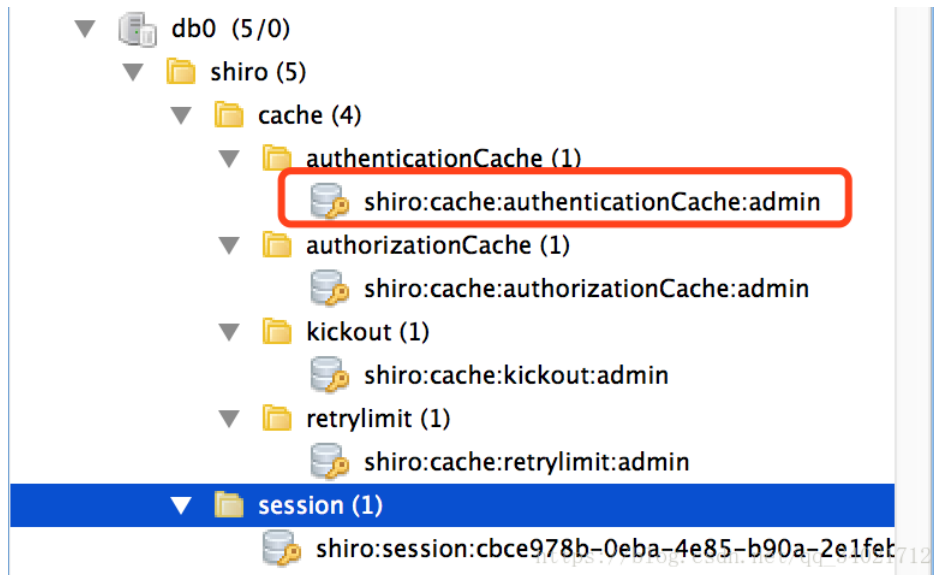 db0 (5/0)
shiro (5)
cache (4)
authenticationCache (1)
shiro:cache:authenticationCache:admin
authorizationCache (1)
shiro:cache:authorizationCache:admin
kickout (1)
shiro:cache:kickout:admin
retrylimit (1)
shiro:cache:retrylimit:admin
session (1)
shiro:session:cbce978b-0eba-4e85-b90a-2e1feb